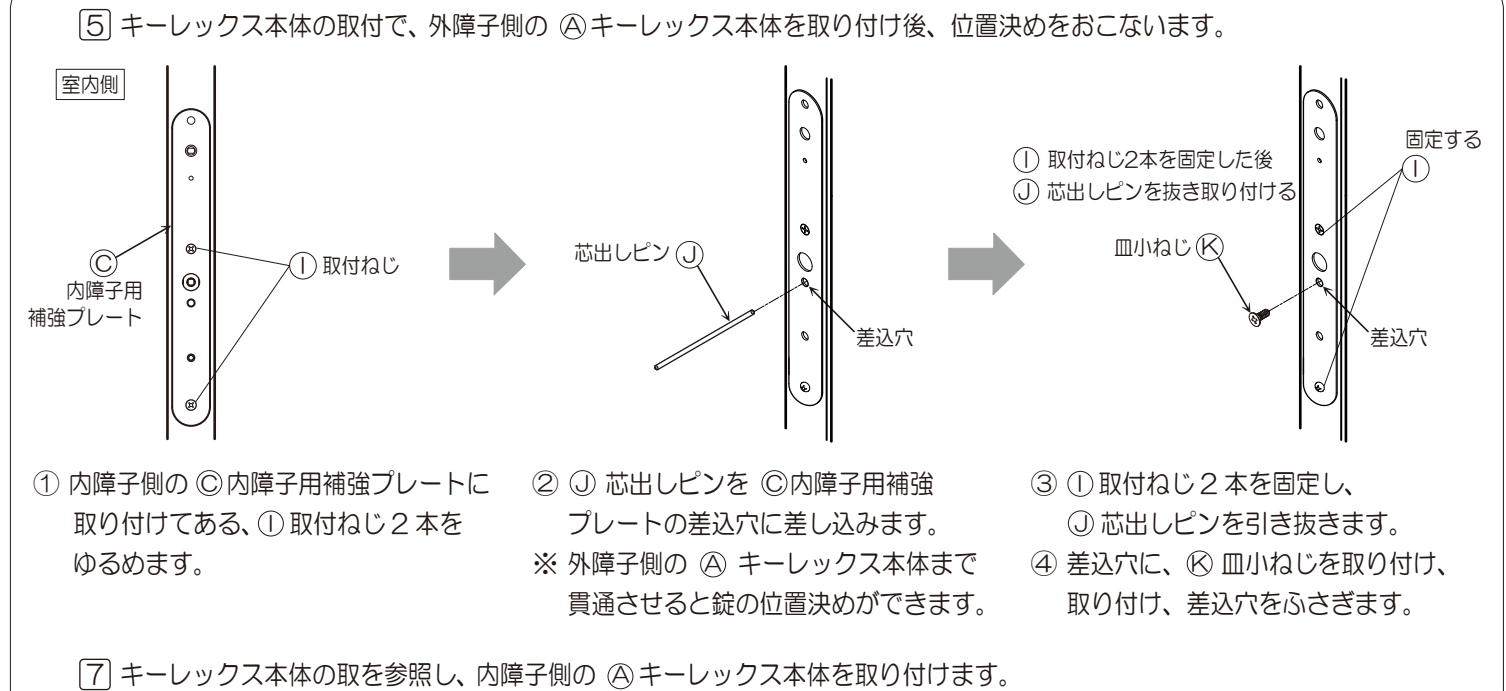 5 キーレックス本体の取付で、外障子側の Ⓐキーレックス本体を取り付け後、位置決めをおこないます。
室内側
Ⓒ
内障子用
補強プレート
Ⓘ 取付ねじ
芯出しピン Ⓙ
差込穴
Ⓘ 取付ねじ2本を固定した後
Ⓙ 芯出しピンを抜き取り付ける
固定する
Ⓘ
皿小ねじ Ⓚ
差込穴
① 内障子側の Ⓒ内障子用補強プレートに
取り付けてある、Ⓘ 取付ねじ 2 本を
ゆるめます。
② Ⓙ 芯出しピンを Ⓒ内障子用補強
プレートの差込穴に差し込みます。
※ 外障子側の Ⓐ キーレックス本体まで
貫通させると錠の位置決めができます。
③ Ⓘ 取付ねじ 2 本を固定し、
Ⓙ 芯出しピンを引き抜きます。
④ 差込穴に、Ⓚ 皿小ねじを取り付け、
取り付け、差込穴をふさぎます。
7 キーレックス本体の取を参照し、内障子側の Ⓐキーレックス本体を取り付けます。